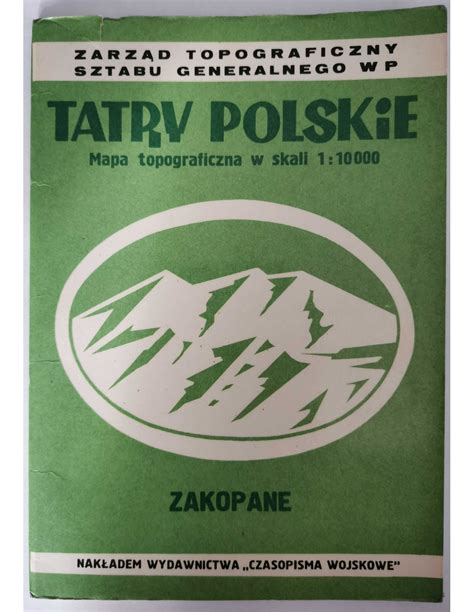 ZARZĄD TOPOGRAFICZNY
SZTABU GENERALNEGO WP
TATRY POLSKiE
Mapa topograficzna w skali 1:10000
ZAKOPANE
NAKŁADEM WYDAWNICTWA „CZASOPISMA WOJSKOWE"